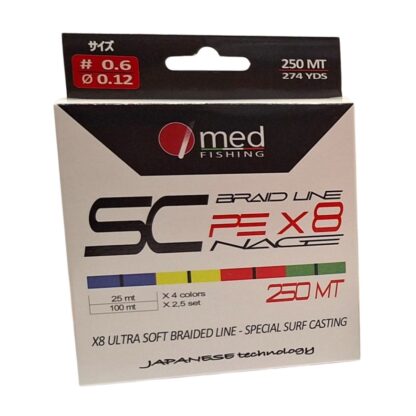 サイズ
# 0.6
Ø 0.12
250 MT
274 YDS
med
FISHING
SC
BRAID LINE
PE X8
NAGE
25 mt X 4 colors
100 mt X 2,5 set
250 MT
X8 ULTRA SOFT BRAIDED LINE - SPECIAL SURF CASTING
JAPANESE technology